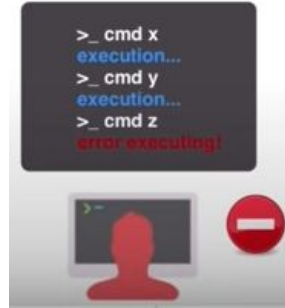 >_ cmd x
execution...
>_ cmd y
execution...
>_ cmd z
error executing!
>-